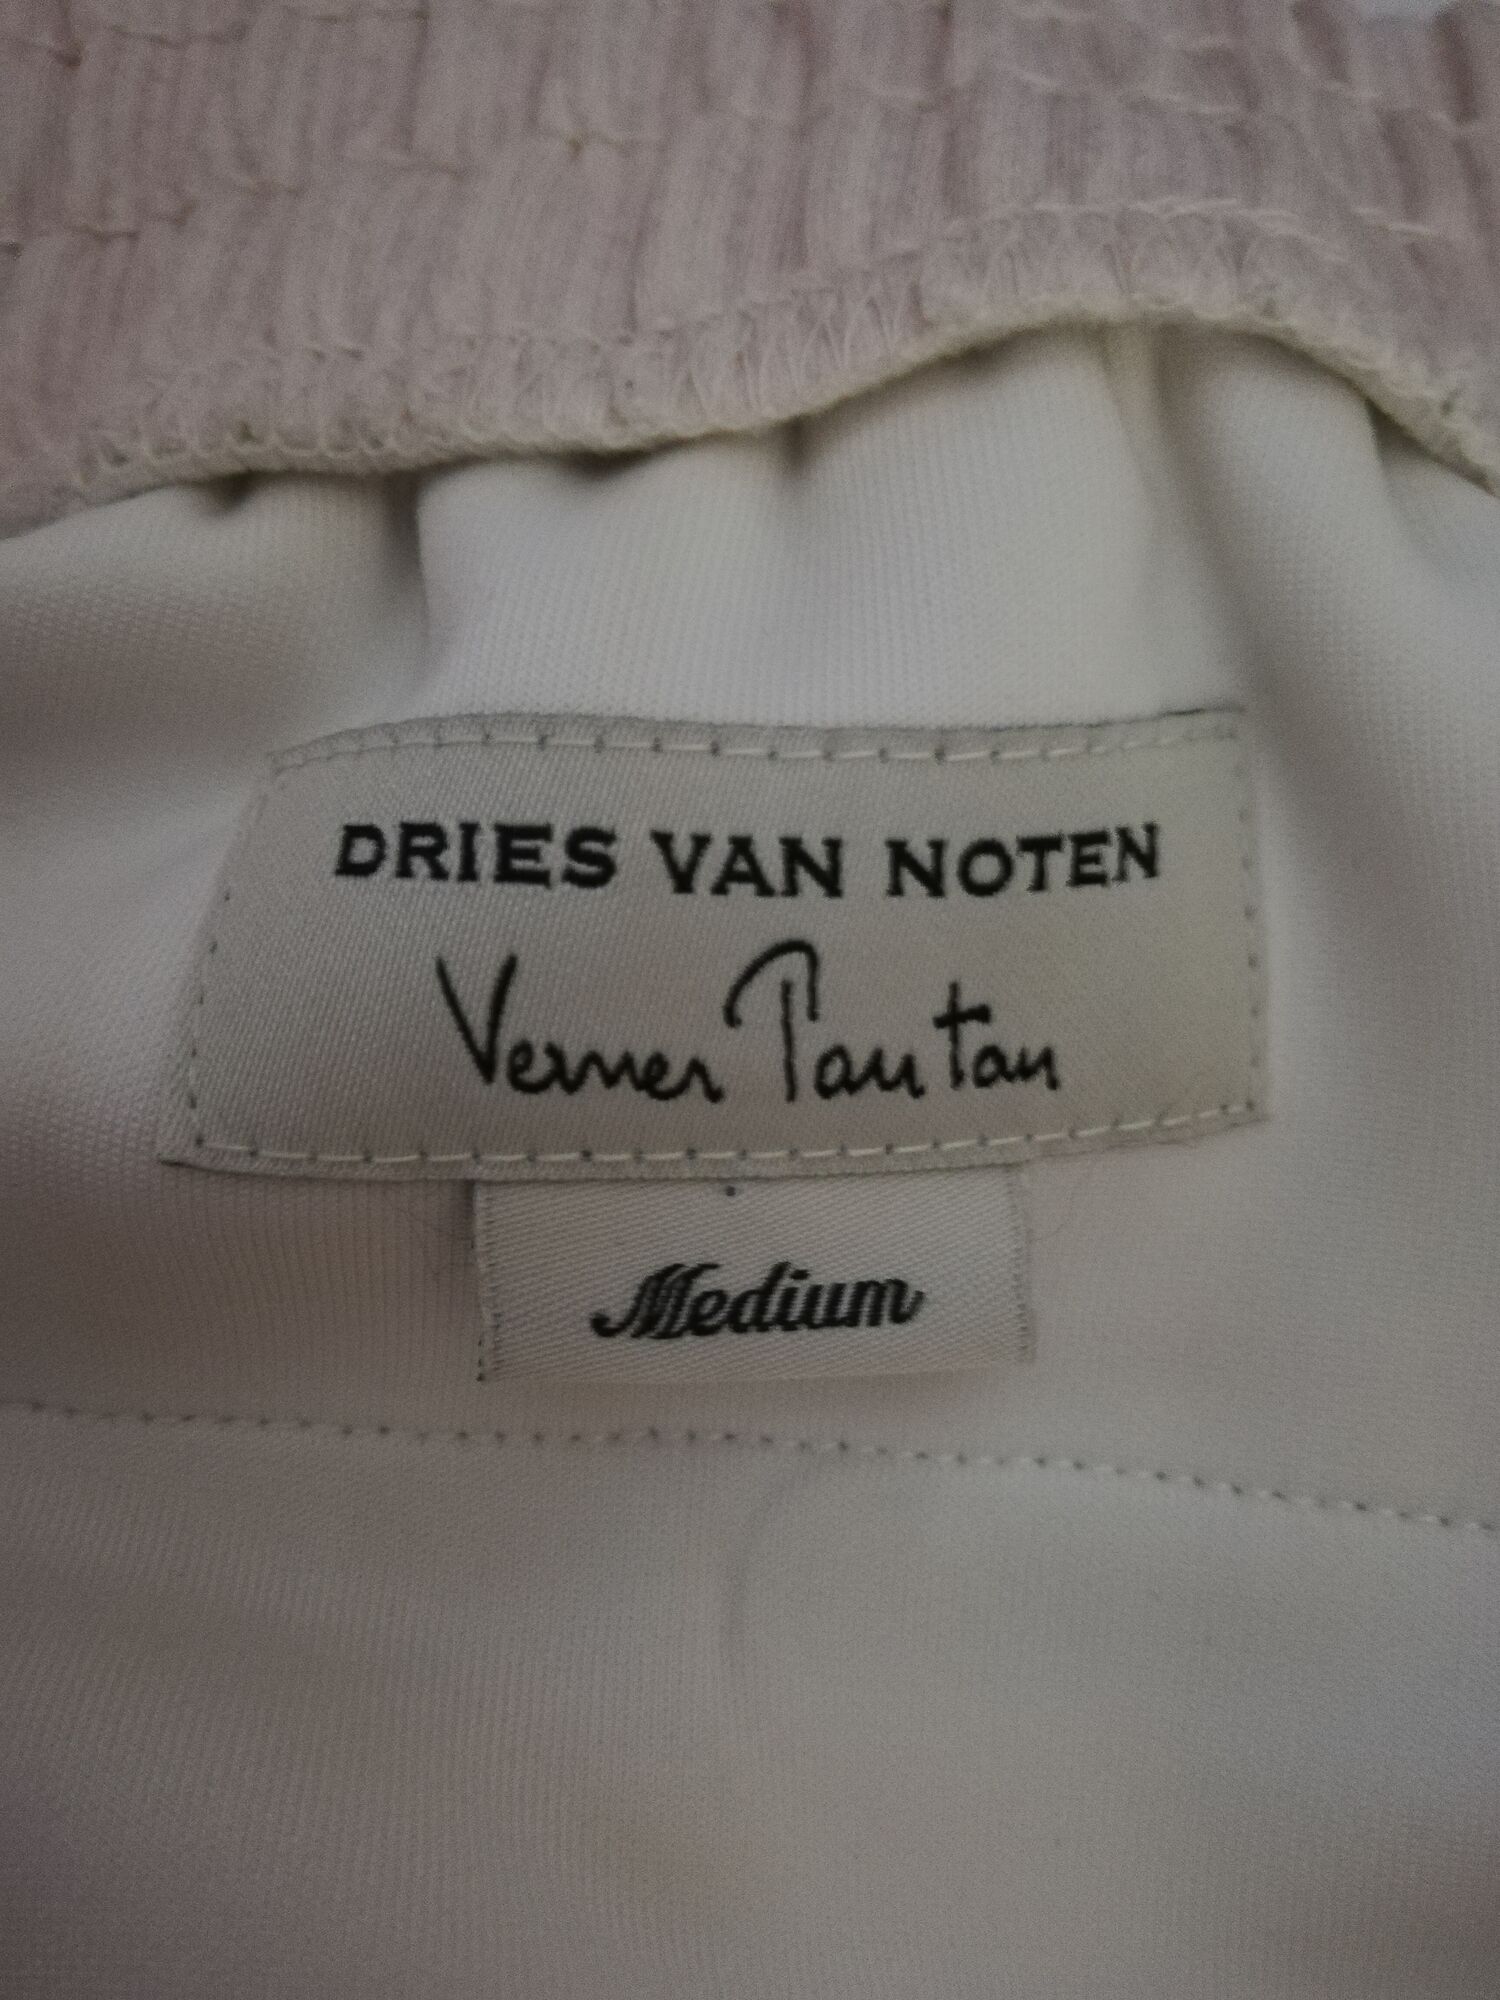 DRIES VAN NOTEN
Verner Panton
Medium